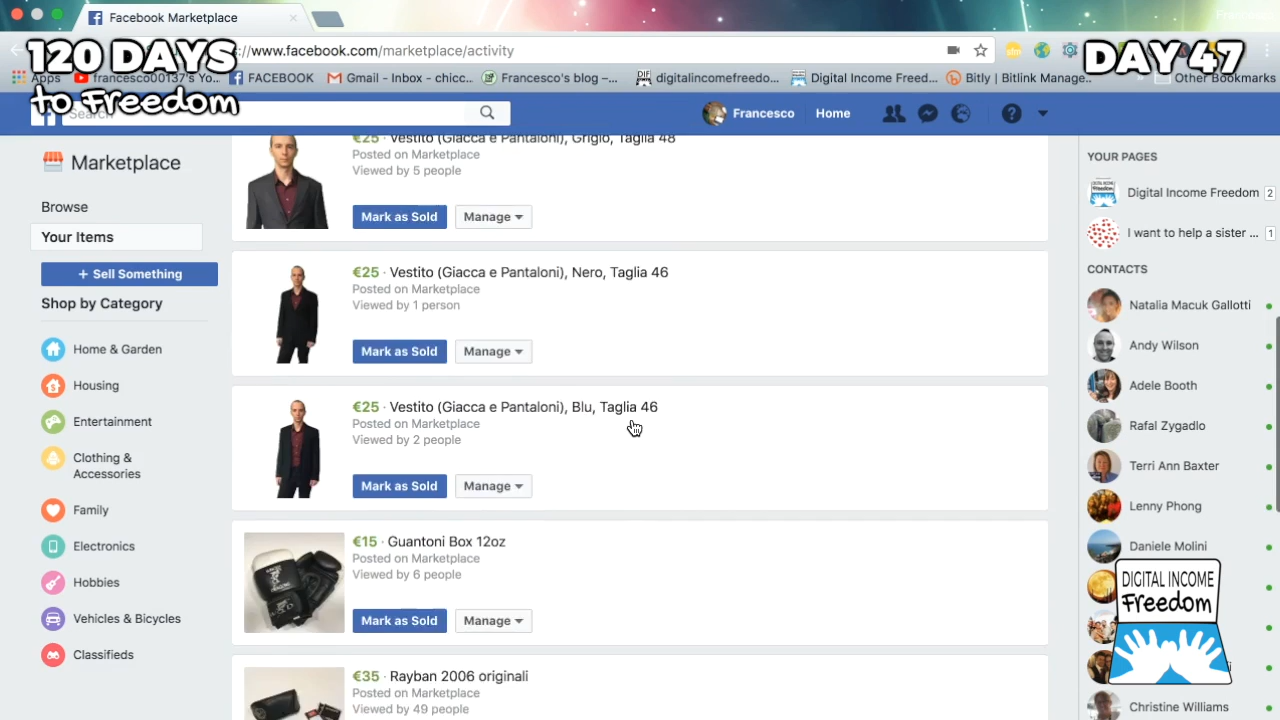 Facebook Marketplace
Francesco
120 DAYS
to Freedom
DAY 47
://www.facebook.com/marketplace/activity
Apps
francesco00137's Yo...
FACEBOOK
Gmail - Inbox - chicc...
Francesco's blog –...
digitalincomefreedo...
Digital Income Freed...
Bitly | Bitlink Manage..
Other Bookmarks
Search
Francesco
Home
Marketplace
Browse
Your Items
+ Sell Something
Shop by Category
Home & Garden
Housing
Entertainment
Clothing &
Accessories
Family
Electronics
Hobbies
Vehicles & Bicycles
Classifieds
€25 · Vestito (Giacca e Pantaloni), Grigio, Taglia 48
Posted on Marketplace
Viewed by 5 people
Mark as Sold Manage
€25 · Vestito (Giacca e Pantaloni), Nero, Taglia 46
Posted on Marketplace
Viewed by 1 person
Mark as Sold Manage
€25 · Vestito (Giacca e Pantaloni), Blu, Taglia 46
Posted on Marketplace
Viewed by 2 people
Mark as Sold Manage
€15 · Guantoni Box 12oz
Posted on Marketplace
Viewed by 6 people
Mark as Sold Manage
€35 · Rayban 2006 originali
Posted on Marketplace
Viewed by 49 people
YOUR PAGES
Digital Income Freedom 2
I want to help a sister ... 1
CONTACTS
Natalia Macuk Gallotti
Andy Wilson
Adele Booth
Rafal Zygadlo
Terri Ann Baxter
Lenny Phong
Daniele Molini
DIGITAL INCOME
Freedom
Christine Williams